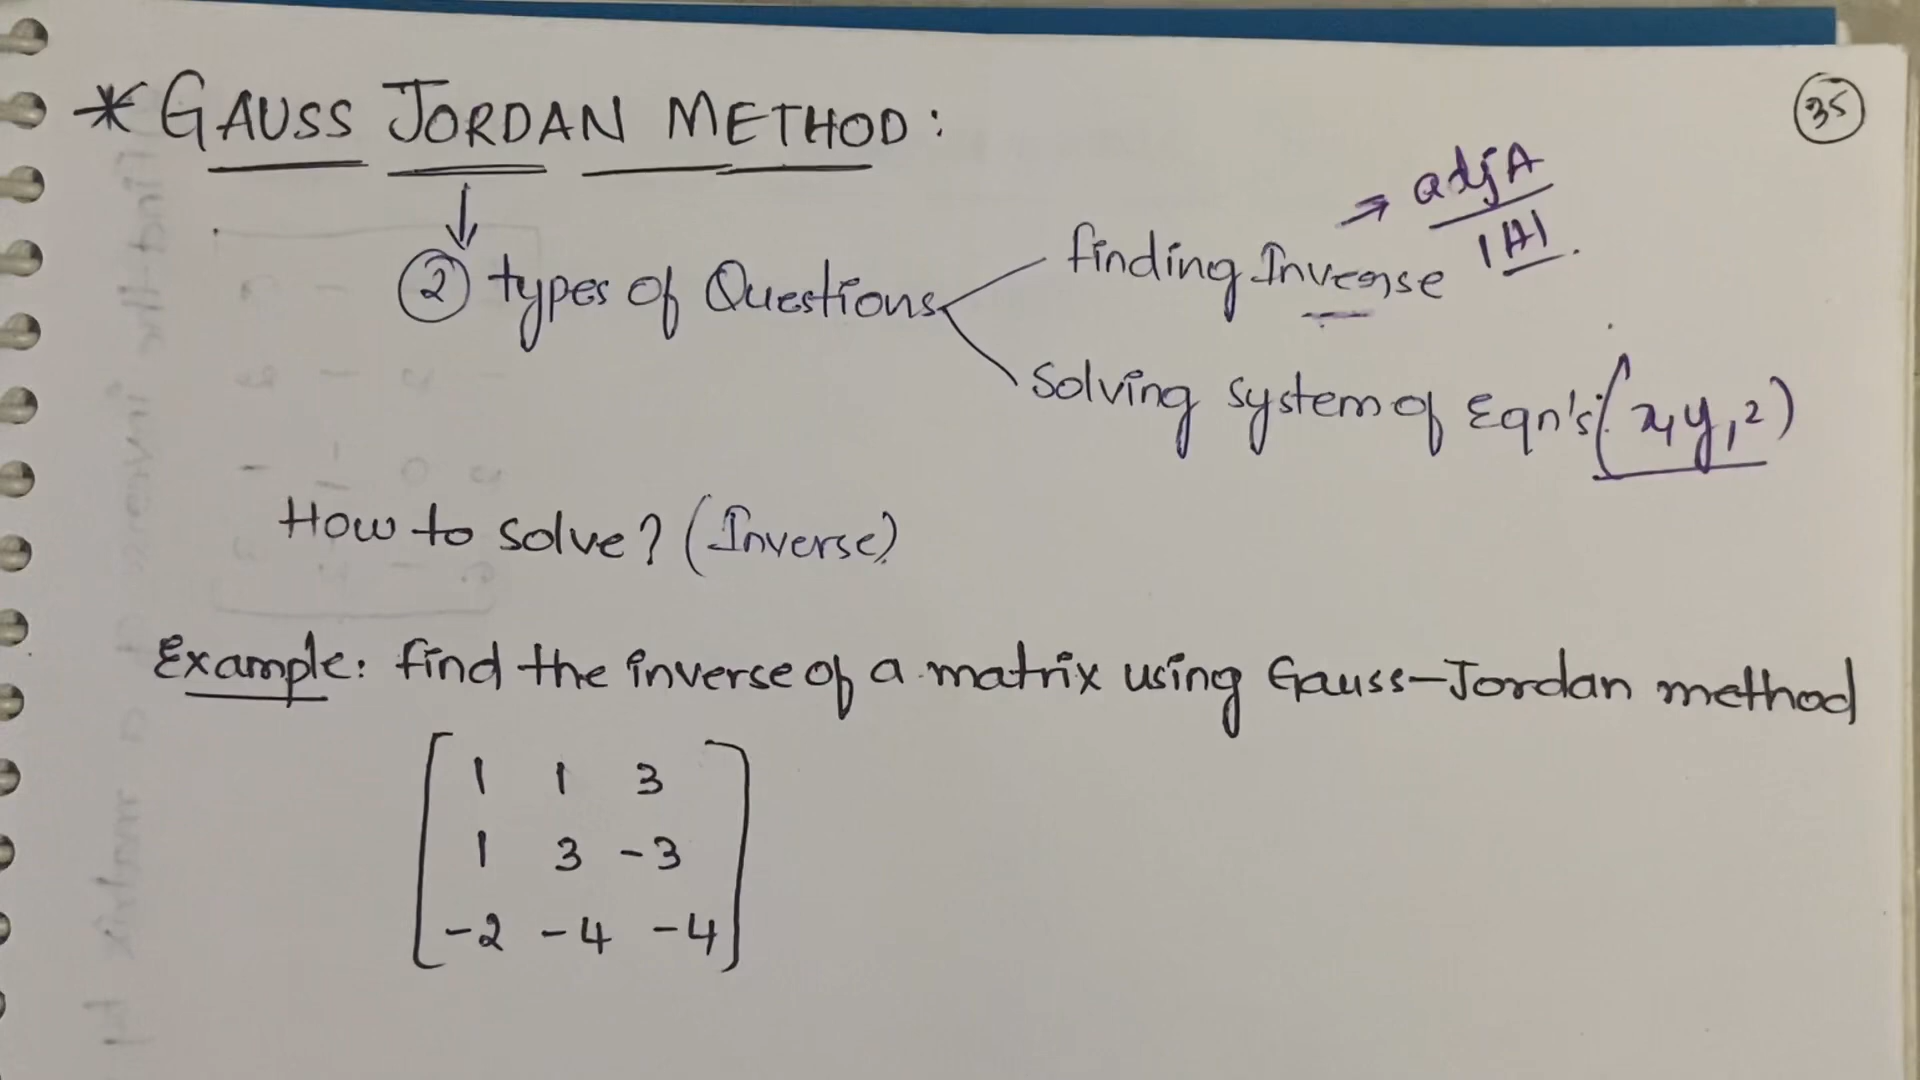 * GAUSS JORDAN METHOD:
35
→ adjA
|A|.
↓
② types of Questions
finding Inverse
Solving system of Eqn's (x,y,z)
How to solve? (Inverse)
Example: find the inverse of a matrix using Gauss-Jordan method
1 1 3
1 3 -3
-2 -4 -4